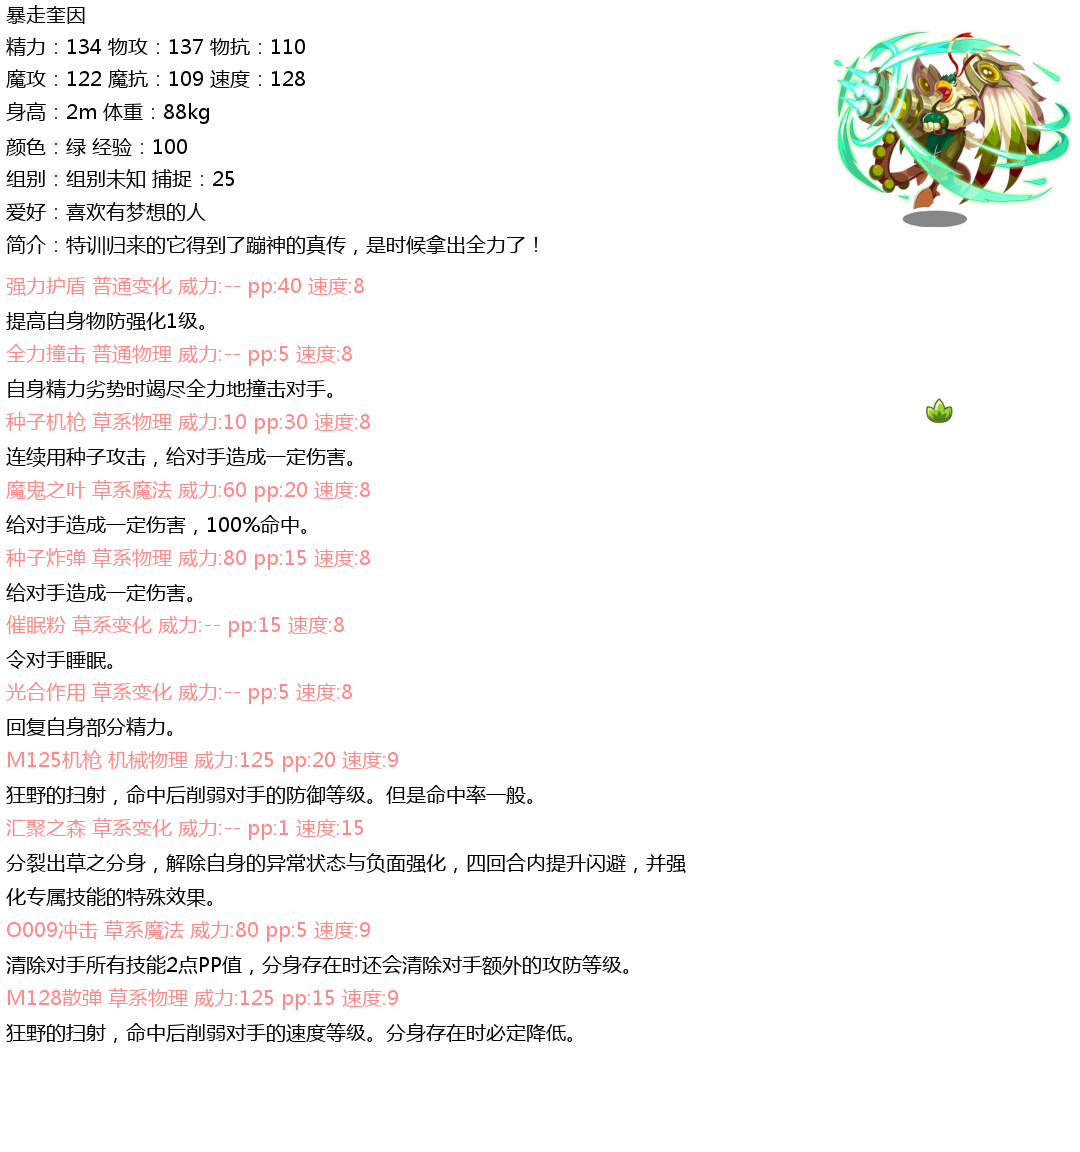 暴走奎因
精力：134 物攻：137 物抗：110
魔攻：122 魔抗：109 速度：128
身高：2m 体重：88kg
颜色：绿 经验：100
组别：组别未知 捕捉：25
爱好：喜欢有梦想的人
简介：特训归来的它得到了蹦神的真传，是时候拿出全力了！
强力护盾 普通变化 威力:-- pp:40 速度:8
提高自身物防强化1级。
全力撞击 普通物理 威力:-- pp:5 速度:8
自身精力劣势时竭尽全力地撞击对手。
种子机枪 草系物理 威力:10 pp:30 速度:8
连续用种子攻击，给对手造成一定伤害。
魔鬼之叶 草系魔法 威力:60 pp:20 速度:8
给对手造成一定伤害，100%命中。
种子炸弹 草系物理 威力:80 pp:15 速度:8
给对手造成一定伤害。
催眠粉 草系变化 威力:-- pp:15 速度:8
令对手睡眠。
光合作用 草系变化 威力:-- pp:5 速度:8
回复自身部分精力。
M125机枪 机械物理 威力:125 pp:20 速度:9
狂野的扫射，命中后削弱对手的防御等级。但是命中率一般。
汇聚之森 草系变化 威力:-- pp:1 速度:15
分裂出草之分身，解除自身的异常状态与负面强化，四回合内提升闪避，并强
化专属技能的特殊效果。
O009冲击 草系魔法 威力:80 pp:5 速度:9
清除对手所有技能2点PP值，分身存在时还会清除对手额外的攻防等级。
M128散弹 草系物理 威力:125 pp:15 速度:9
狂野的扫射，命中后削弱对手的速度等级。分身存在时必定降低。